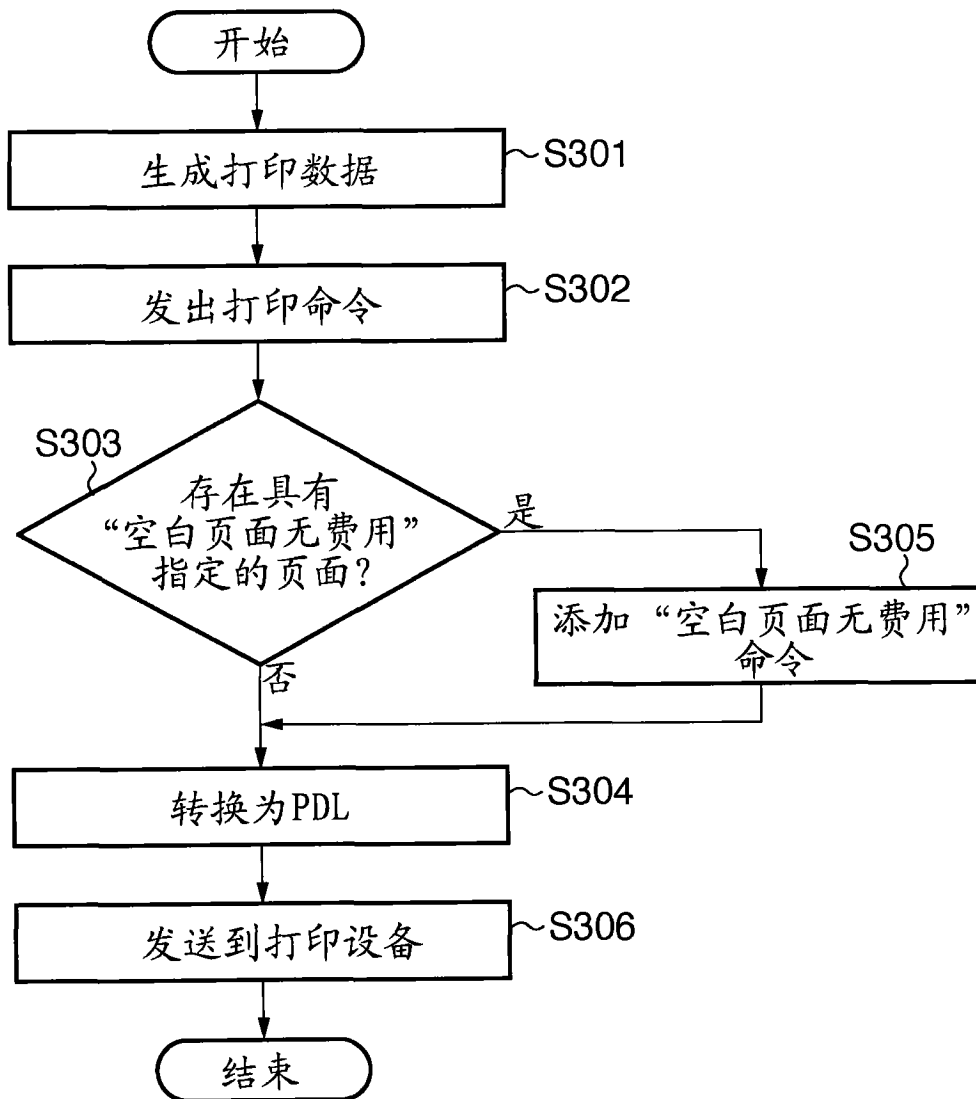 开始
生成打印数据
S301
发出打印命令
S302
S303
存在具有
“空白页面无费用”
指定的页面?
是
S305
添加“空白页面无费用”
命令
否
转换为PDL
S304
发送到打印设备
S306
结束